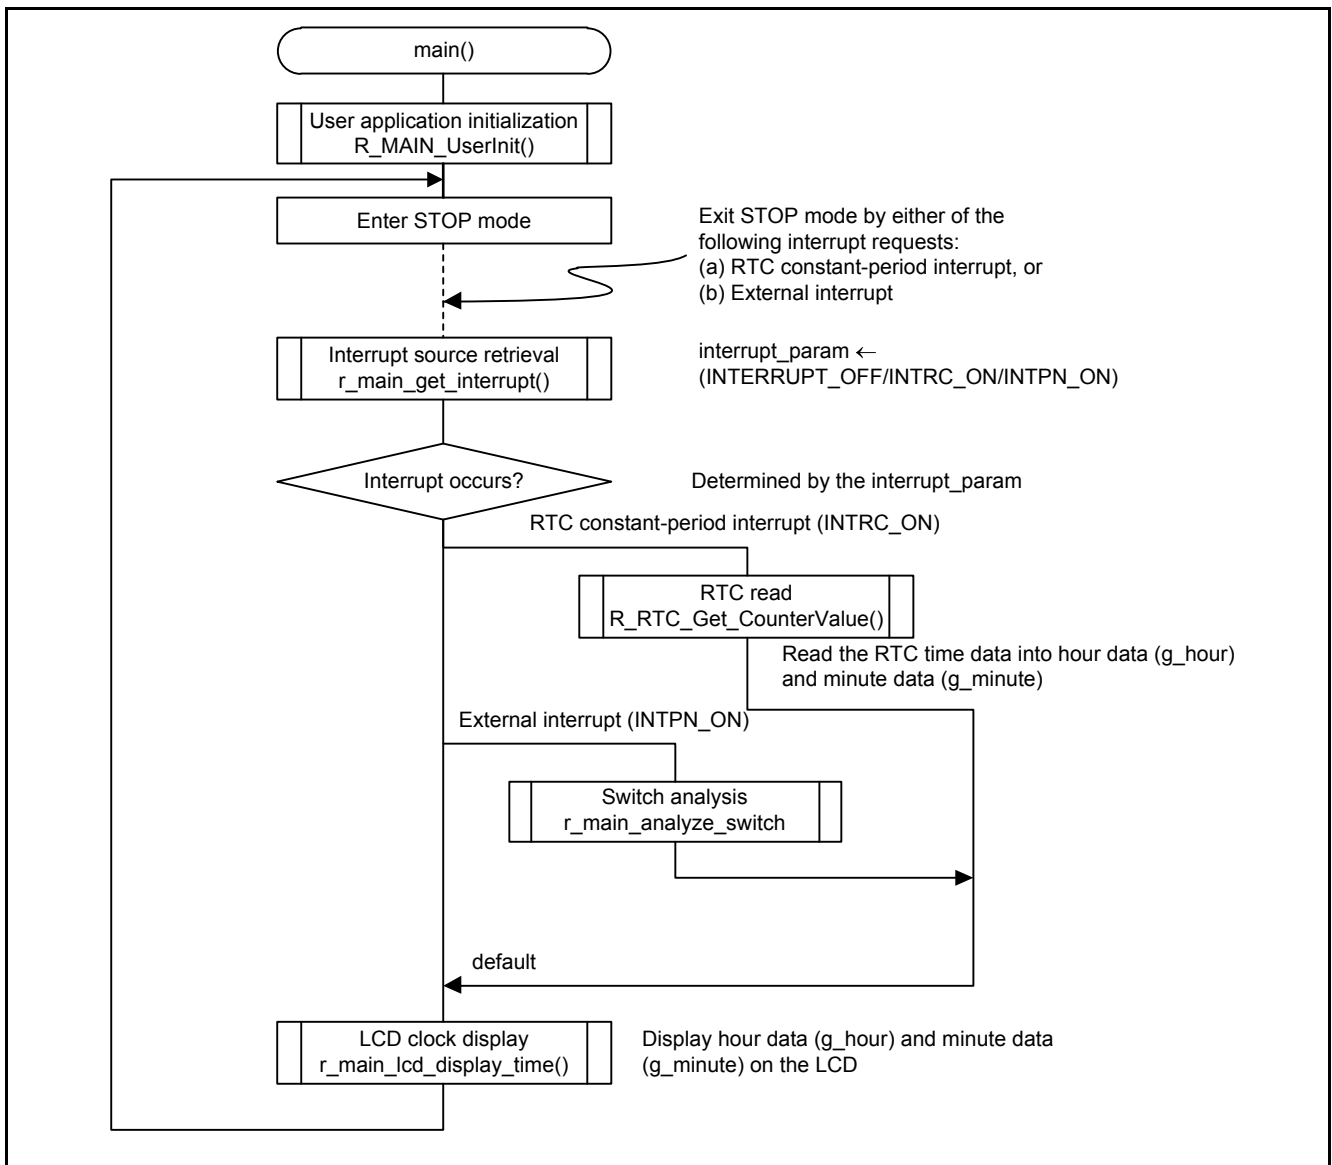 main()
User application initialization
R_MAIN_UserInit()
Enter STOP mode
Exit STOP mode by either of the
following interrupt requests:
(a) RTC constant-period interrupt, or
(b) External interrupt
Interrupt source retrieval
r_main_get_interrupt()
interrupt_param ←
(INTERRUPT_OFF/INTRC_ON/INTPN_ON)
Interrupt occurs?
Determined by the interrupt_param
RTC constant-period interrupt (INTRC_ON)
RTC read
R_RTC_Get_CounterValue()
Read the RTC time data into hour data (g_hour)
and minute data (g_minute)
External interrupt (INTPN_ON)
Switch analysis
r_main_analyze_switch
default
LCD clock display
r_main_lcd_display_time()
Display hour data (g_hour) and minute data
(g_minute) on the LCD